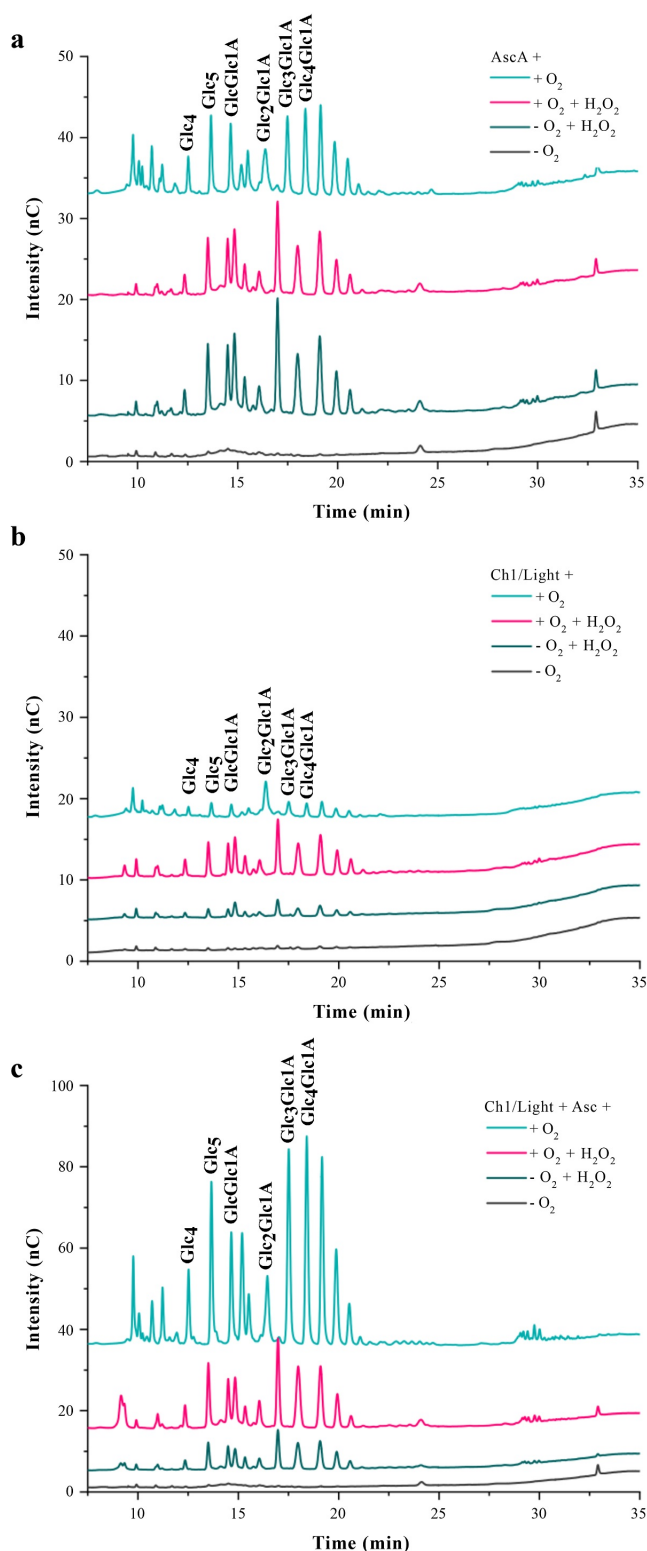 a
50
40
30
20
10
0
Intensity (nC)
Glc4
Glc5
GlcGlc1A
Glc2Glc1A
Glc3Glc1A
Glc4Glc1A
AscA +
+ O2
+ O2 + H2O2
- O2 + H2O2
- O2
10 15 20 25 30 35
Time (min)
b
50
40
30
20
10
0
Intensity (nC)
Glc4
Glc5
GlcGlc1A
Glc2Glc1A
Glc3Glc1A
Glc4Glc1A
Ch1/Light +
+ O2
+ O2 + H2O2
- O2 + H2O2
- O2
10 15 20 25 30 35
Time (min)
c
100
80
60
40
20
0
Intensity (nC)
Glc4
Glc5
GlcGlc1A
Glc2Glc1A
Glc3Glc1A
Glc4Glc1A
Ch1/Light + Asc +
+ O2
+ O2 + H2O2
- O2 + H2O2
- O2
10 15 20 25 30 35
Time (min)